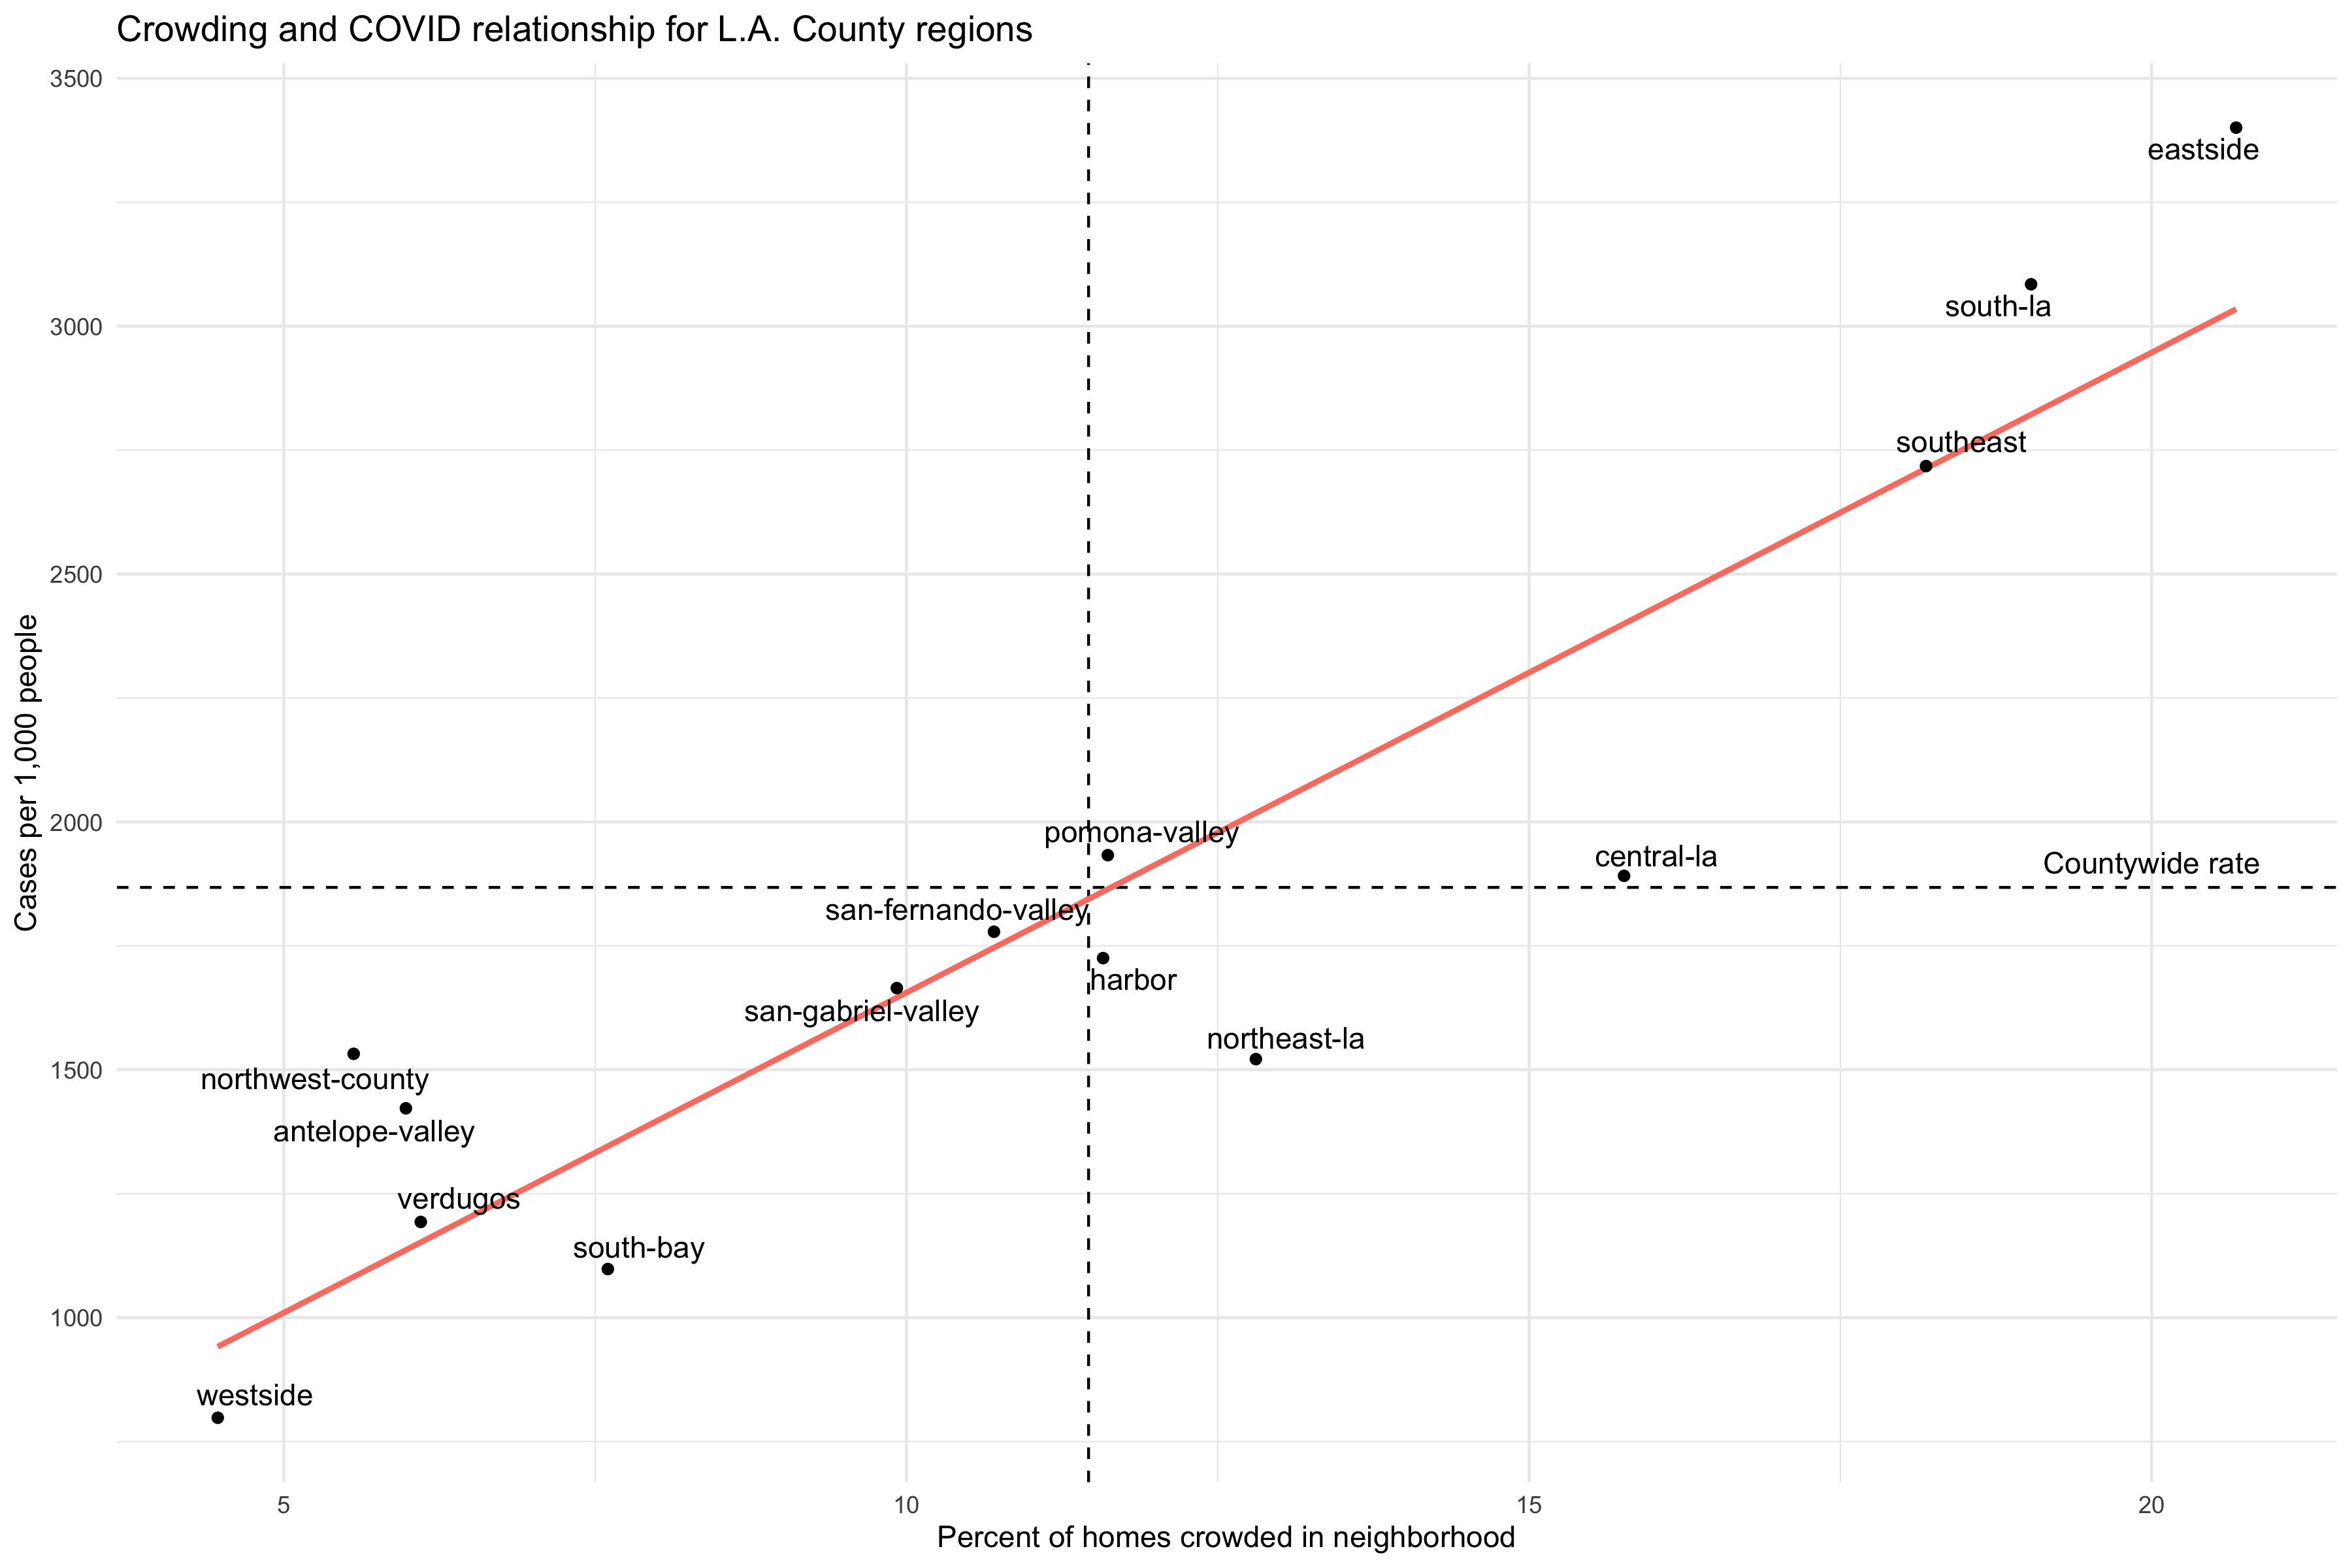 Crowding and COVID relationship for L.A. County regions
3500
eastside
south-la
3000
southeast
2500
Cases per 1,000 people
2000
pomona-valley
central-la
Countywide rate
san-fernando-valley
harbor
san-gabriel-valley
northeast-la
1500
northwest-county
antelope-valley
verdugos
south-bay
1000
westside
5
10
15
20
Percent of homes crowded in neighborhood